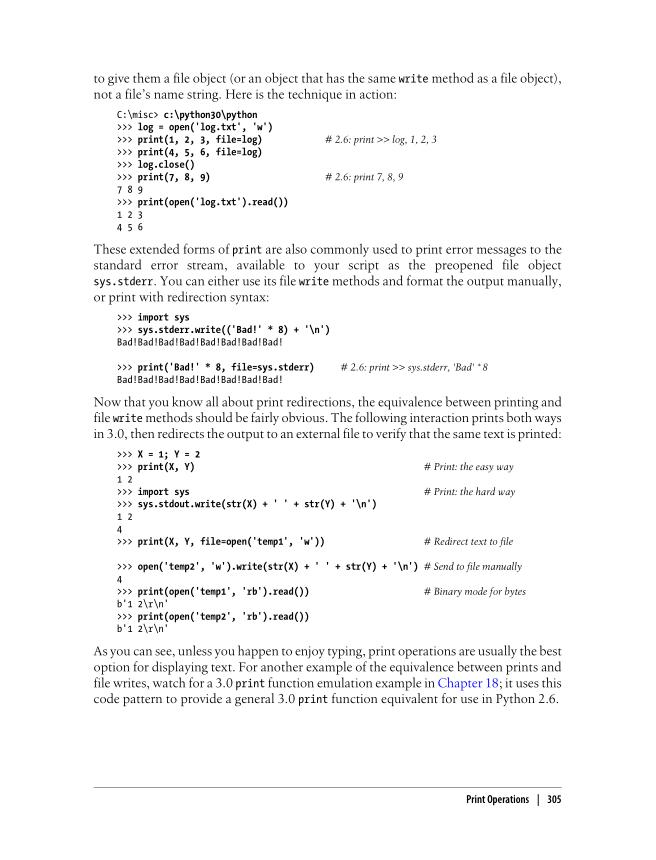 to give them a file object (or an object that has the same write method as a file object),
not a file's name string. Here is the technique in action:
C:\misc> c:\python30\python
>>> log = open('log.txt', 'w')
>>> print(1, 2, 3, file=log) # 2.6: print >> log, 1, 2, 3
>>> print(4, 5, 6, file=log)
>>> log.close()
>>> print(7, 8, 9) # 2.6: print 7, 8, 9
7 8 9
>>> print(open('log.txt').read())
1 2 3
4 5 6
These extended forms of print are also commonly used to print error messages to the
standard error stream, available to your script as the preopened file object
sys.stderr. You can either use its file write methods and format the output manually,
or print with redirection syntax:
>>> import sys
>>> sys.stderr.write(('Bad!' * 8) + '\n')
Bad!Bad!Bad!Bad!Bad!Bad!Bad!Bad!
>>> print('Bad!' * 8, file=sys.stderr) # 2.6: print >> sys.stderr, 'Bad' * 8
Bad!Bad!Bad!Bad!Bad!Bad!Bad!Bad!
Now that you know all about print redirections, the equivalence between printing and
file write methods should be fairly obvious. The following interaction prints both ways
in 3.0, then redirects the output to an external file to verify that the same text is printed:
>>> X = 1; Y = 2
>>> print(X, Y) # Print: the easy way
1 2
>>> import sys # Print: the hard way
>>> sys.stdout.write(str(X) + ' ' + str(Y) + '\n')
1 2
4
>>> print(X, Y, file=open('temp1', 'w')) # Redirect text to file
>>> open('temp2', 'w').write(str(X) + ' ' + str(Y) + '\n') # Send to file manually
4
>>> print(open('temp1', 'rb').read()) # Binary mode for bytes
b'1 2\r\n'
>>> print(open('temp2', 'rb').read())
b'1 2\r\n'
As you can see, unless you happen to enjoy typing, print operations are usually the best
option for displaying text. For another example of the equivalence between prints and
file writes, watch for a 3.0 print function emulation example in Chapter 18; it uses this
code pattern to provide a general 3.0 print function equivalent for use in Python 2.6.
Print Operations | 305